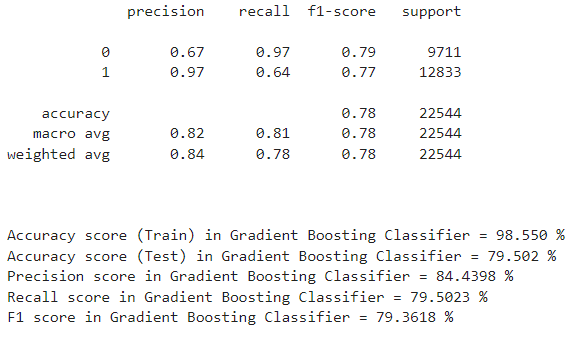 precision recall f1-score support
0 0.67 0.97 0.79 9711
1 0.97 0.64 0.77 12833
accuracy 0.78 22544
macro avg 0.82 0.81 0.78 22544
weighted avg 0.84 0.78 0.78 22544
Accuracy score (Train) in Gradient Boosting Classifier = 98.550 %
Accuracy score (Test) in Gradient Boosting Classifier = 79.502 %
Precision score in Gradient Boosting Classifier = 84.4398 %
Recall score in Gradient Boosting Classifier = 79.5023 %
F1 score in Gradient Boosting Classifier = 79.3618 %